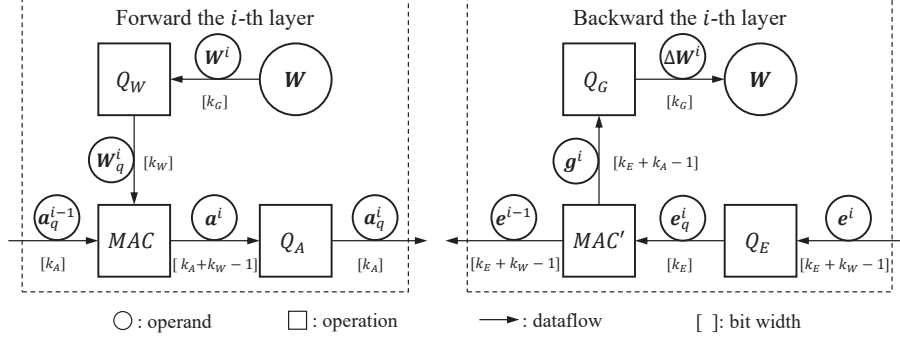 Forward the i-th layer
Q_W
W^i
W
[k_G]
W_q^i
[k_W]
a_q^{i-1}
MAC
a^i
Q_A
a_q^i
[k_A]
[k_A+k_W − 1]
[k_A]
Backward the i-th layer
Q_G
ΔW^i
W
[k_G]
g^i
[k_E + k_A − 1]
e^{i-1}
MAC′
e_q^i
Q_E
e^i
[k_E + k_W − 1]
[k_E]
[k_E + k_W − 1]
: operand
: operation
: dataflow
[ ]: bit width